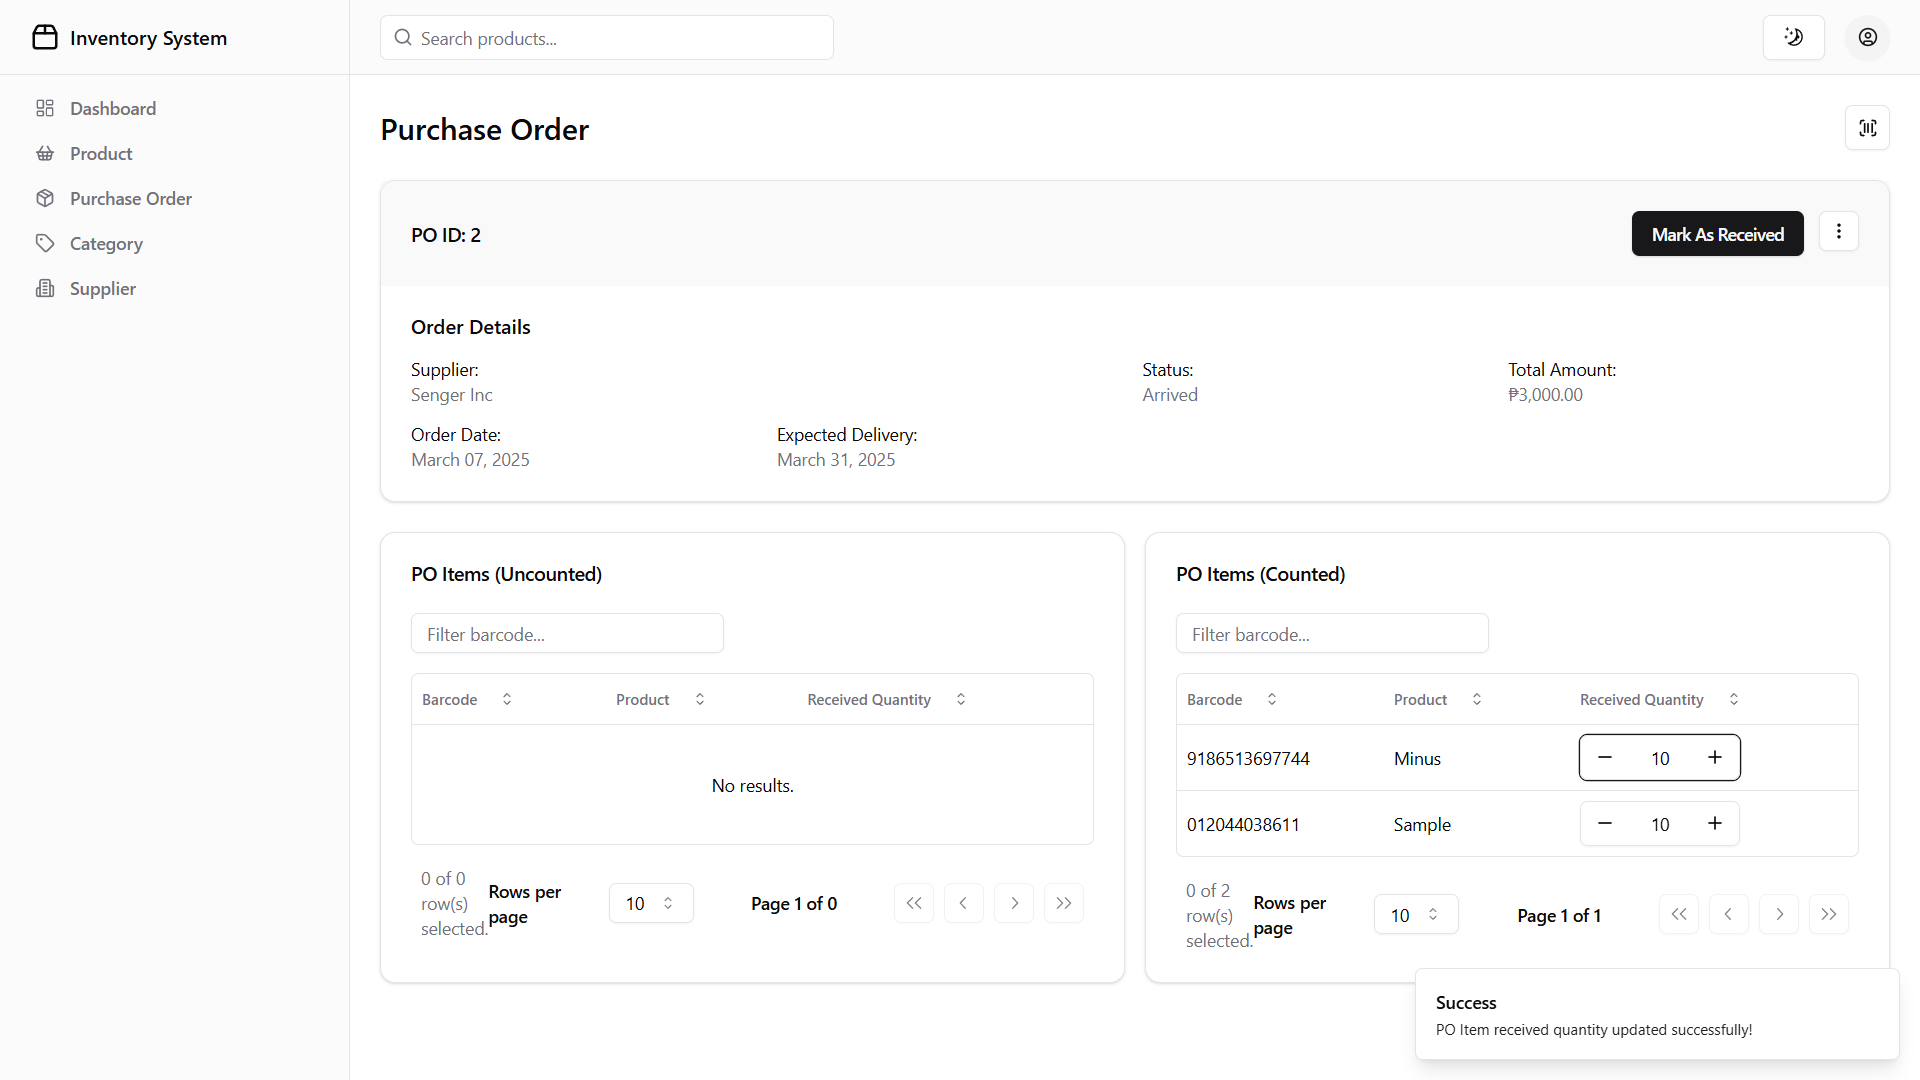 Inventory System
Search products...
Dashboard
Product
Purchase Order
Category
Supplier
Purchase Order
PO ID: 2
Mark As Received
Order Details
Supplier:
Senger Inc
Status:
Arrived
Total Amount:
₱3,000.00
Order Date:
March 07, 2025
Expected Delivery:
March 31, 2025
PO Items (Uncounted)
Filter barcode...
Barcode Product Received Quantity
No results.
0 of 0
row(s)
selected.
Rows per
page
10
Page 1 of 0
PO Items (Counted)
Filter barcode...
Barcode Product Received Quantity
9186513697744 Minus 10
012044038611 Sample 10
0 of 2
row(s)
selected.
Rows per
page
10
Page 1 of 1
Success
PO Item received quantity updated successfully!